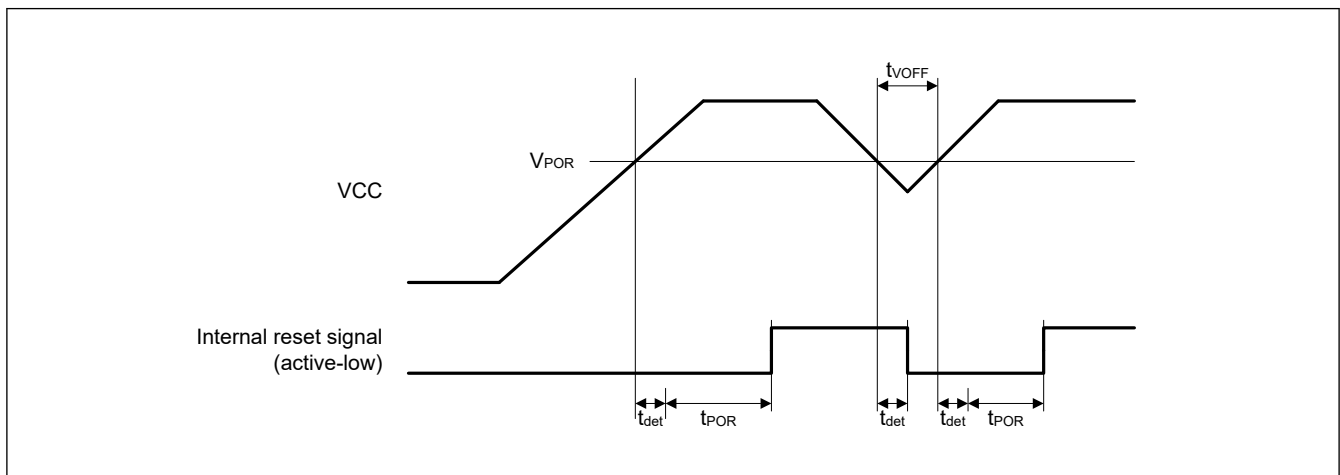 tVOFF
VPOR
VCC
Internal reset signal
(active-low)
tdet tPOR tdet tdet tPOR